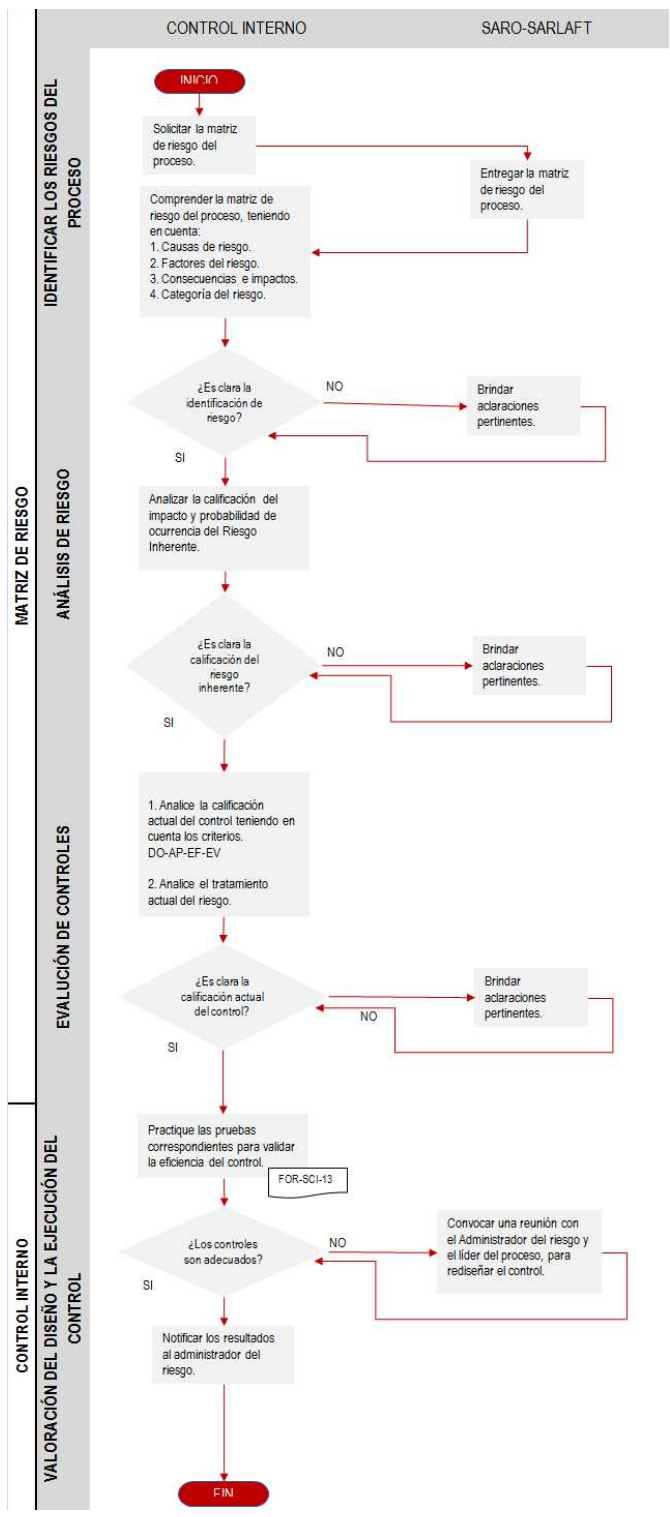 CONTROL INTERNO
SARO-SARLAFT
MATRIZ DE RIESGO
CONTROL INTERNO
IDENTIFICAR LOS RIESGOS DEL
PROCESO
ANÁLISIS DE RIESGO
EVALUCIÓN DE CONTROLES
VALORACIÓN DEL DISEÑO Y LA EJECUCIÓN DEL
CONTROL
INICIO
Solicitar la matriz
de riesgo del
proceso.
Entregar la matriz
de riesgo del
proceso.
Comprender la matriz de
riesgo del proceso, teniendo
en cuenta:
1. Causas de riesgo.
2. Factores del riesgo.
3. Consecuencias e impactos.
4. Categoría del riesgo.
¿Es clara la
identificación de
riesgo?
NO
Brindar
aclaraciones
pertinentes.
SI
Analizar la calificación del
impacto y probabilidad de
ocurrencia del Riesgo
Inherente.
¿Es clara la
calificación del
riesgo
inherente?
NO
Brindar
aclaraciones
pertinentes.
SI
1. Analice la calificación
actual del control teniendo en
cuenta los criterios.
DO-AP-EF-EV
2. Analice el tratamiento
actual del riesgo.
¿Es clara la
calificación actual
del control?
NO
Brindar
aclaraciones
pertinentes.
SI
Practique las pruebas
correspondientes para validar
la eficiencia del control.
FOR-SCI-13
¿Los controles
son adecuados?
NO
Convocar una reunión con
el Administrador del riesgo y
el líder del proceso, para
rediseñar el control.
SI
Notificar los resultados
al administrador del
riesgo.
FIN